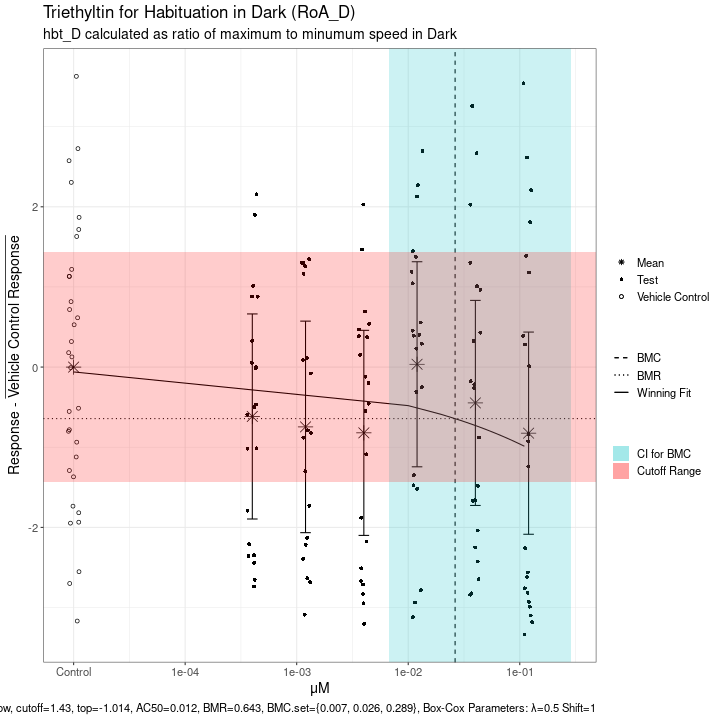 Triethyltin for Habituation in Dark (RoA_D)
hbt_D calculated as ratio of maximum to minumum speed in Dark
Response - Vehicle Control Response
2
0
-2
Control
1e-04
1e-03
1e-02
1e-01
μM
Mean
Test
Vehicle Control
BMC
BMR
Winning Fit
CI for BMC
Cutoff Range
cutoff=1.43, top=-1.014, AC50=0.012, BMR=0.643, BMC.set={0.007, 0.026, 0.289}, Box-Cox Parameters: λ=0.5 Shift=1